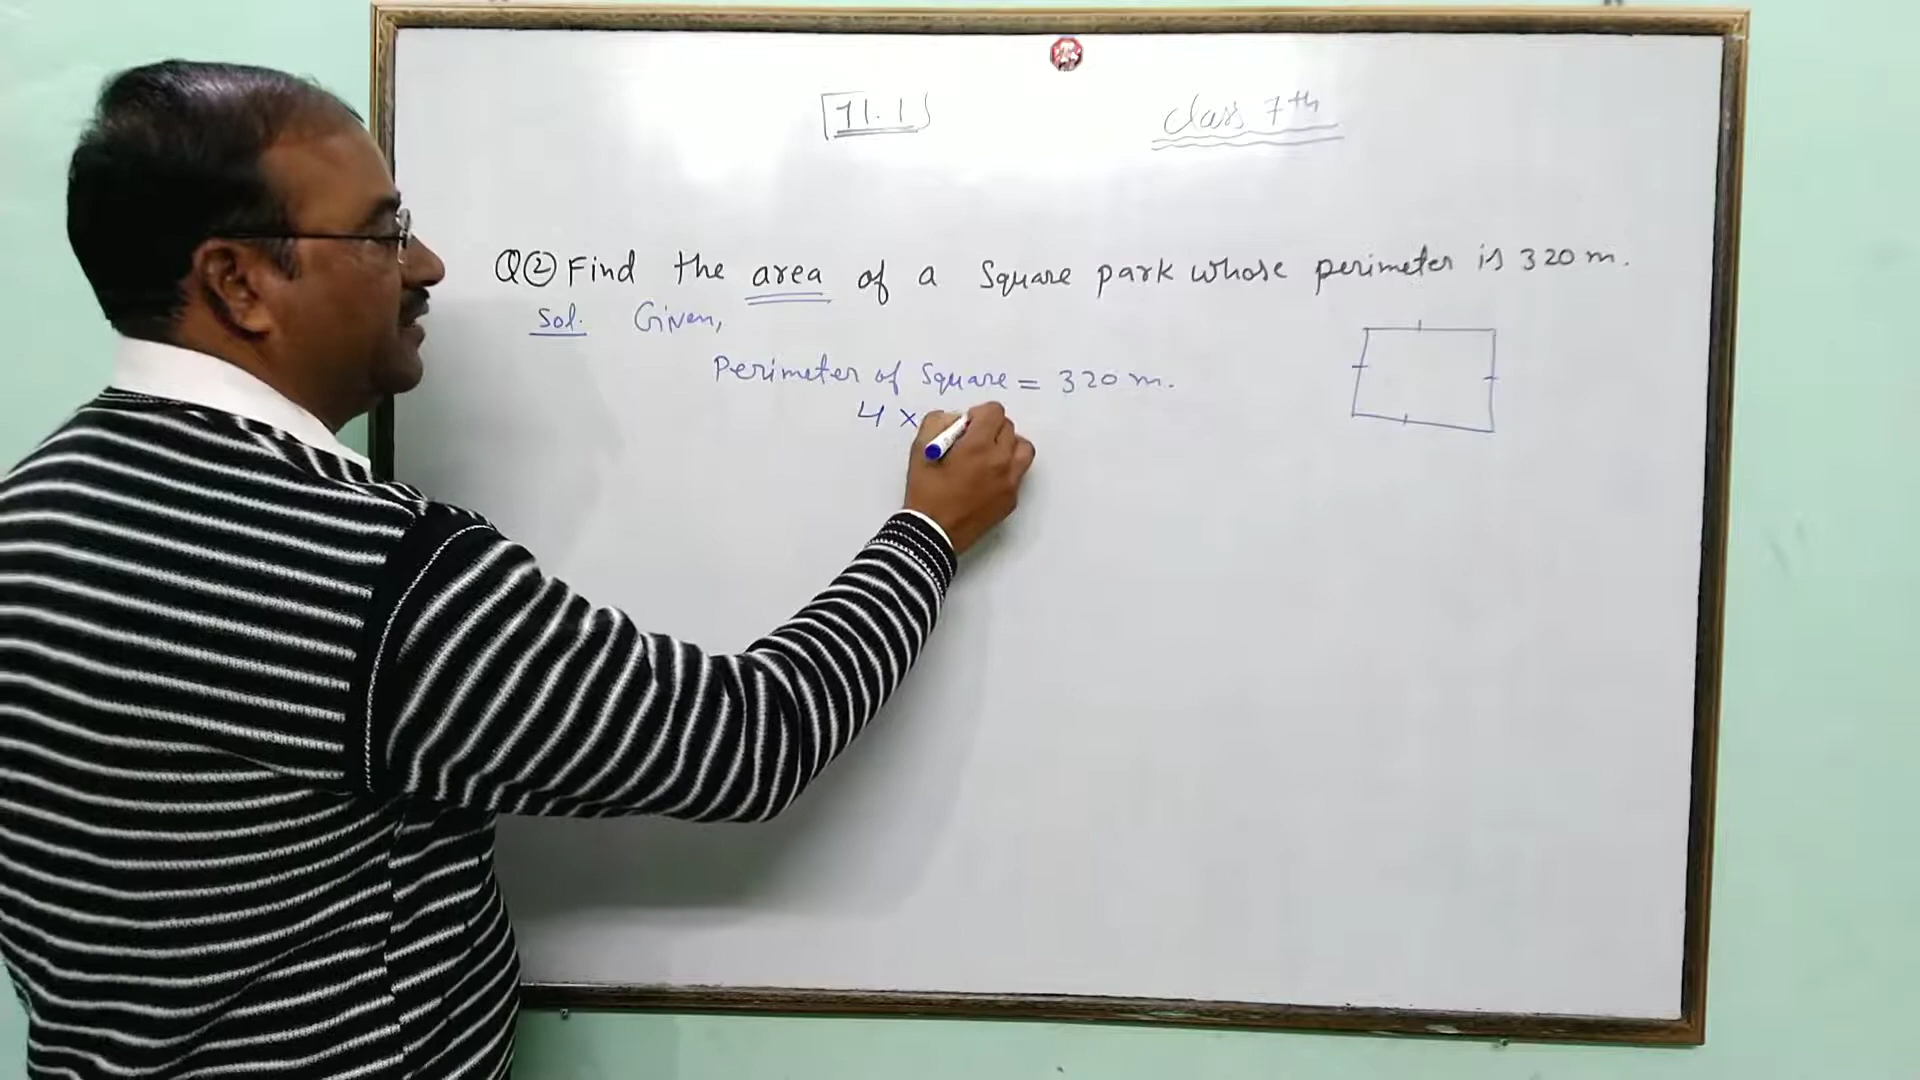 11.1 class 7th
Q② Find the area of a square park whose perimeter is 320 m.
Sol. Given,
Perimeter of square = 320 m.
4 ×